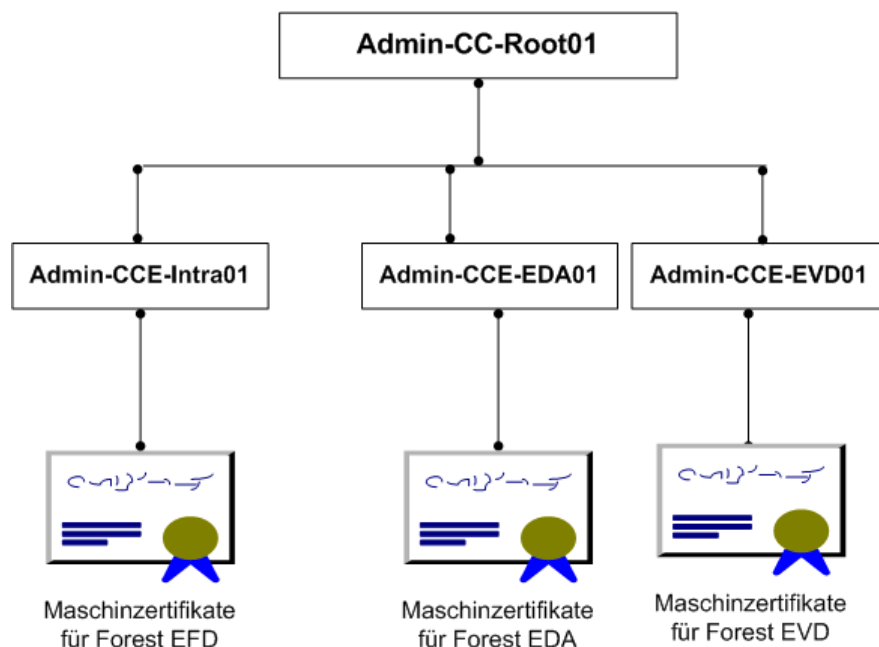 Admin-CC-Root01
Admin-CCE-Intra01
Admin-CCE-EDA01
Admin-CCE-EVD01
Maschinzertifikate
für Forest EFD
Maschinzertifikate
für Forest EDA
Maschinzertifikate
für Forest EVD